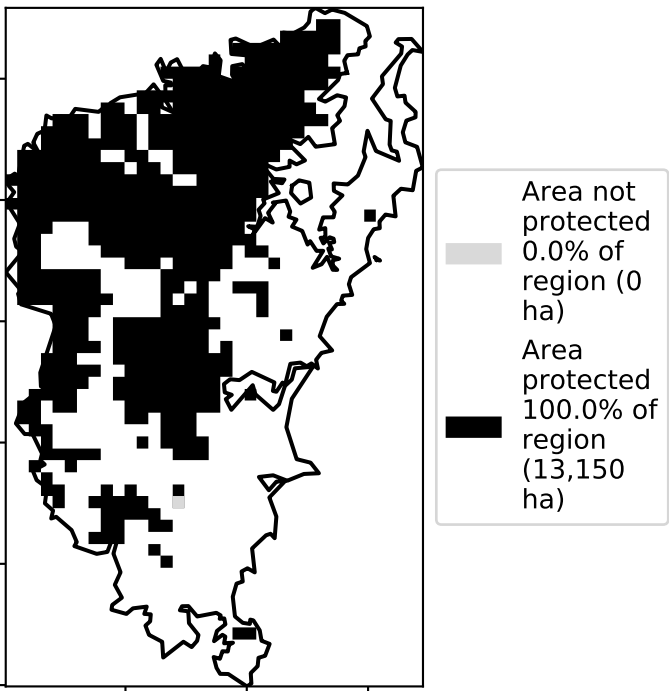 Area not
protected
0.0% of
region (0
ha)
Area
protected
100.0% of
region
(13,150
ha)